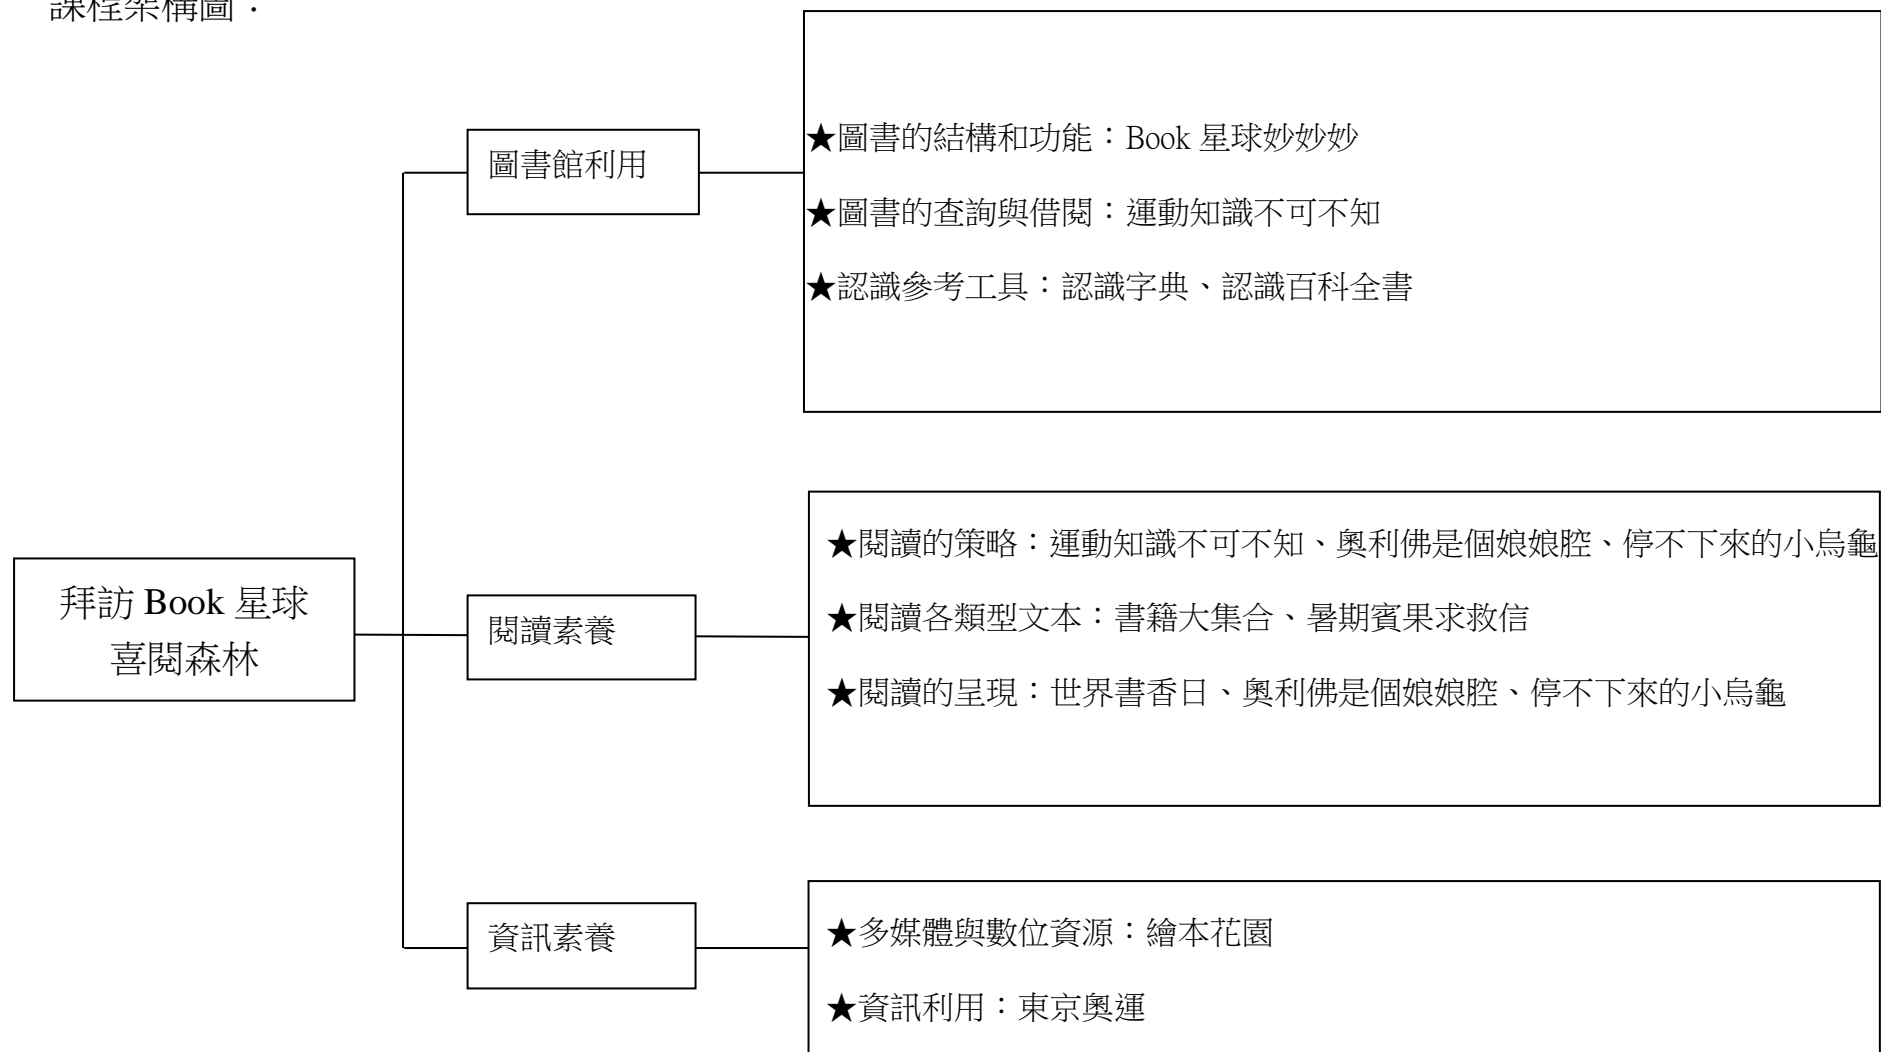 課程架構圖：
圖書館利用
★圖書的結構和功能：Book 星球妙妙妙
★圖書的查詢與借閱：運動知識不可不知
★認識參考工具：認識字典、認識百科全書
拜訪 Book 星球
喜閱森林
閱讀素養
★閱讀的策略：運動知識不可不知、奧利佛是個娘娘腔、停不下來的小烏龜
★閱讀各類型文本：書籍大集合、暑期賓果求救信
★閱讀的呈現：世界書香日、奧利佛是個娘娘腔、停不下來的小烏龜
資訊素養
★多媒體與數位資源：繪本花園
★資訊利用：東京奧運